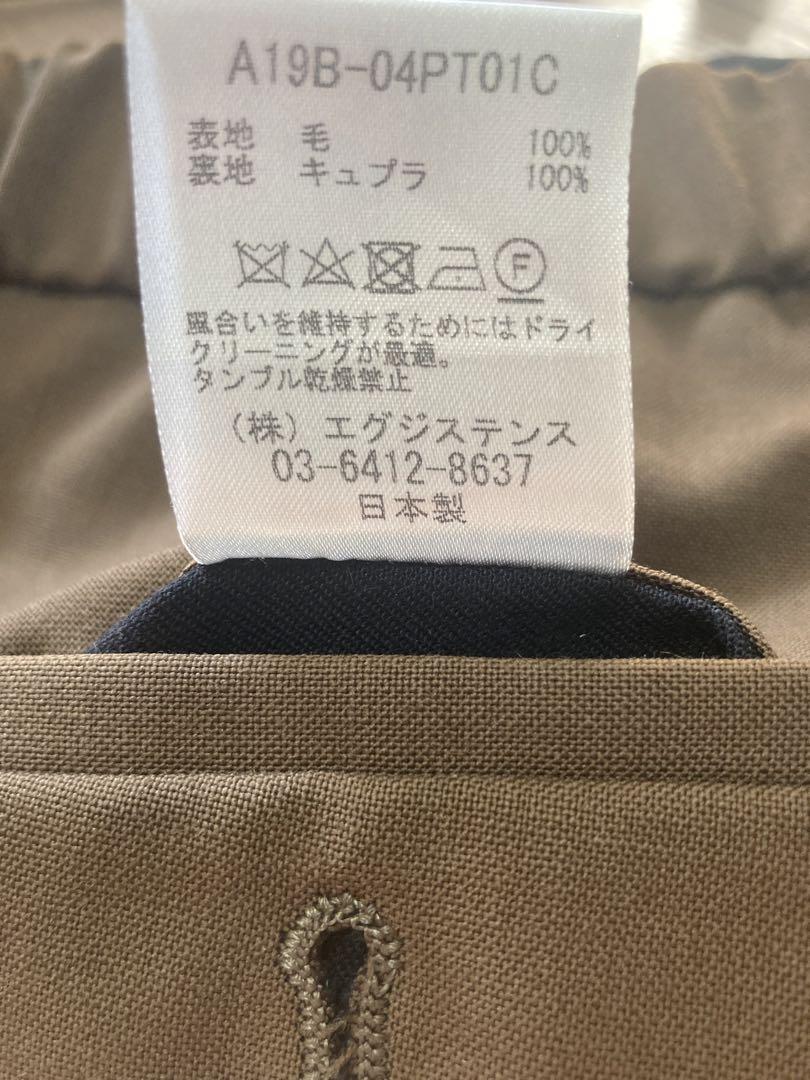 A19B-04PT01C
表地 毛 100%
裏地 キュプラ 100%
F
風合いを維持するためにはドライ
クリーニングが最適。
タンブル乾燥禁止
（株）エグジステンス
03-6412-8637
日本製